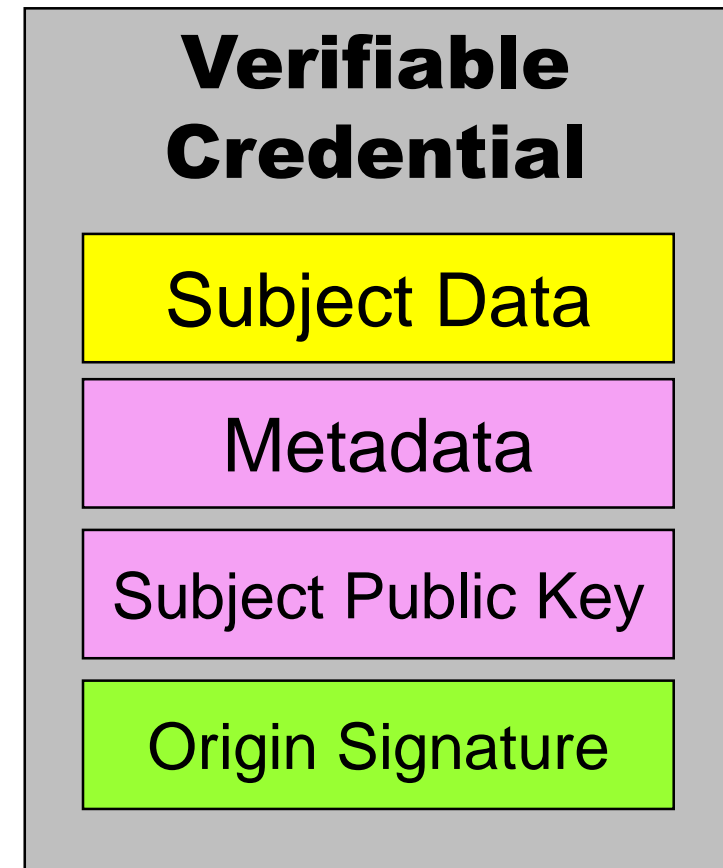 Verifiable
Credential
Subject Data
Metadata
Subject Public Key
Origin Signature